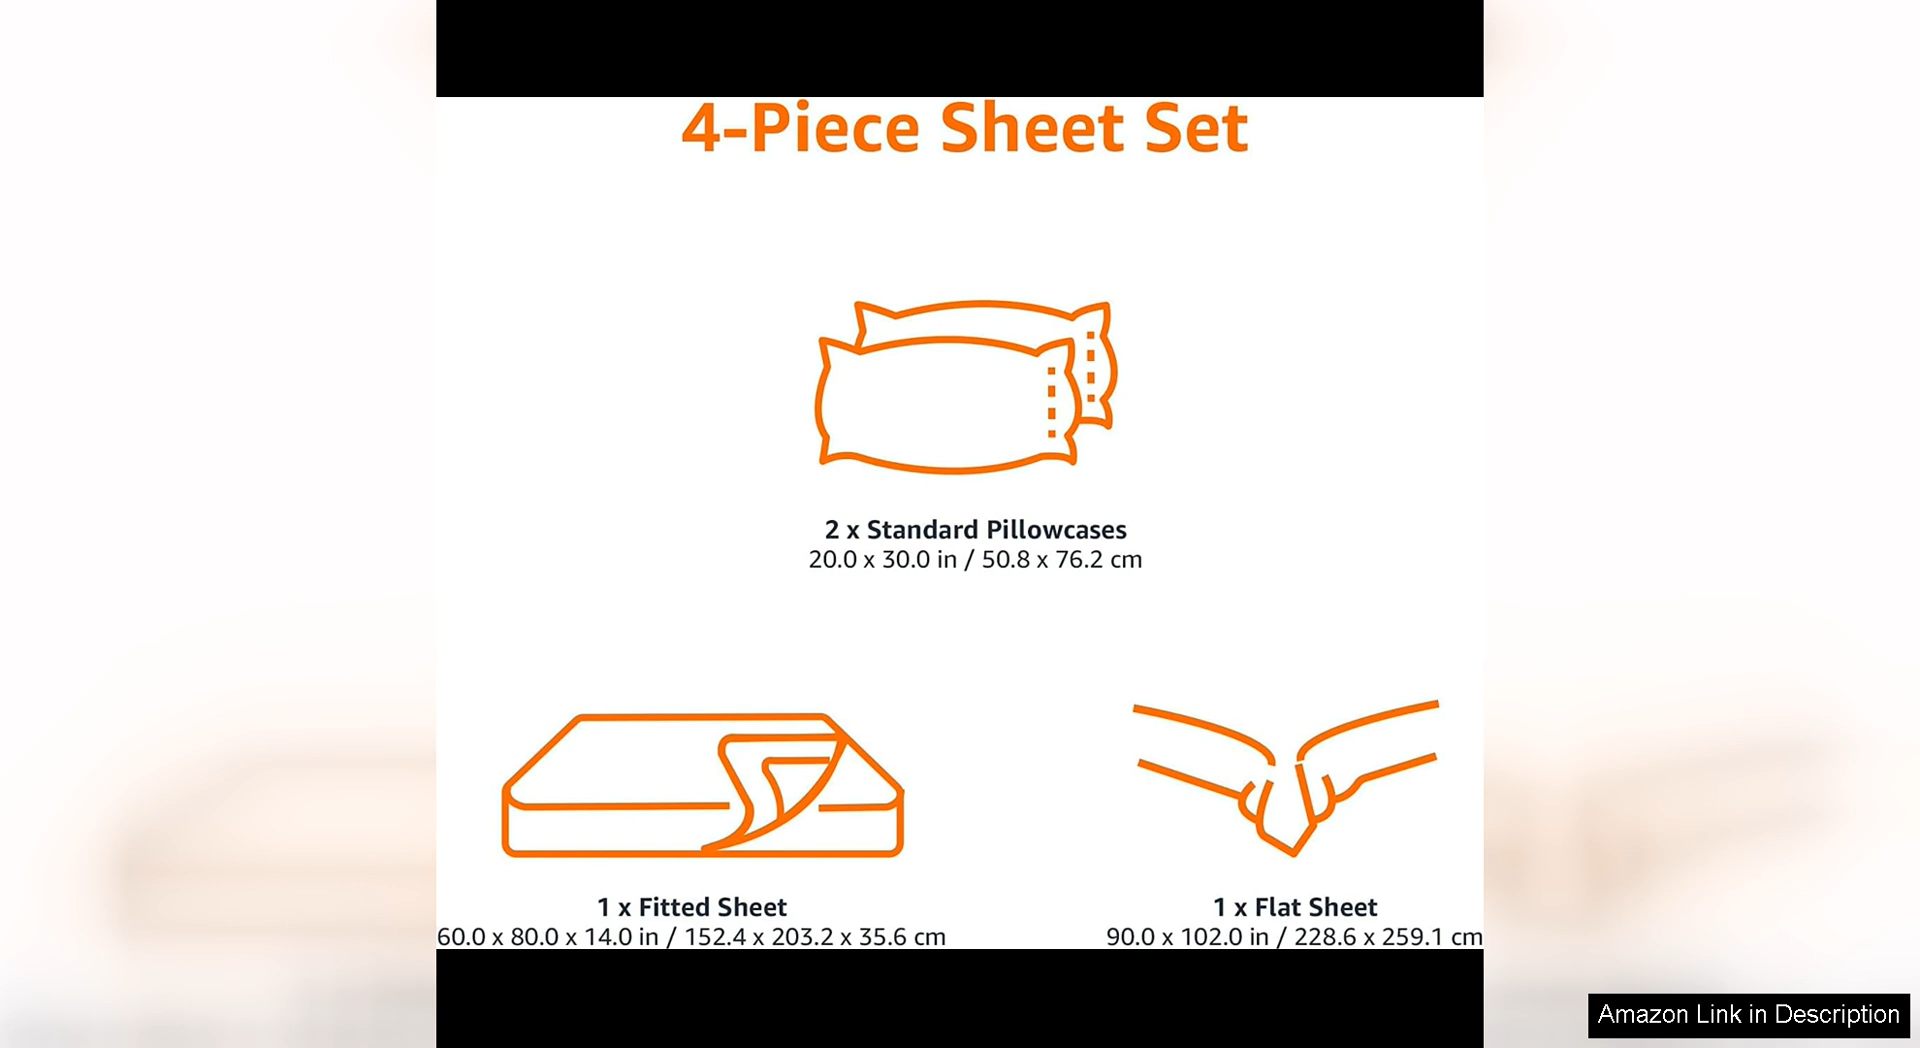 4-Piece Sheet Set
2 x Standard Pillowcases
20.0 x 30.0 in / 50.8 x 76.2 cm
1 x Fitted Sheet
60.0 x 80.0 x 14.0 in / 152.4 x 203.2 x 35.6 cm
1 x Flat Sheet
90.0 x 102.0 in / 228.6 x 259.1 cm
Amazon Link in Description